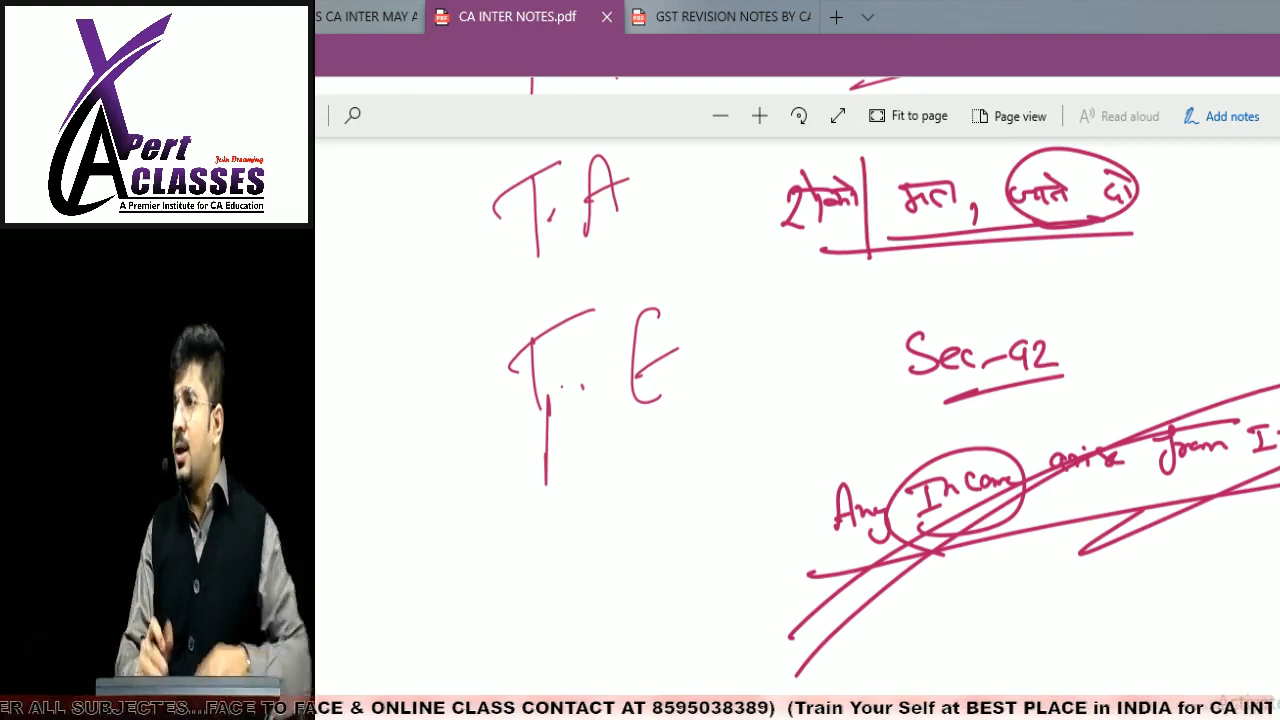 S CA INTER MAY A
CA INTER NOTES.pdf
GST REVISION NOTES BY CA
Fit to page
Page view
Read aloud
Add notes
XPert
Join Dreaming
CA CLASSES
A Premier Institute for CA Education
T.A
रोको मत, जाने दो
T.. E
Sec-92
Any Income arise from I
ER ALL SUBJECTES...FACE TO FACE & ONLINE CLASS CONTACT AT 8595038389) (Train Your Self at BEST PLACE in INDIA for CA INT